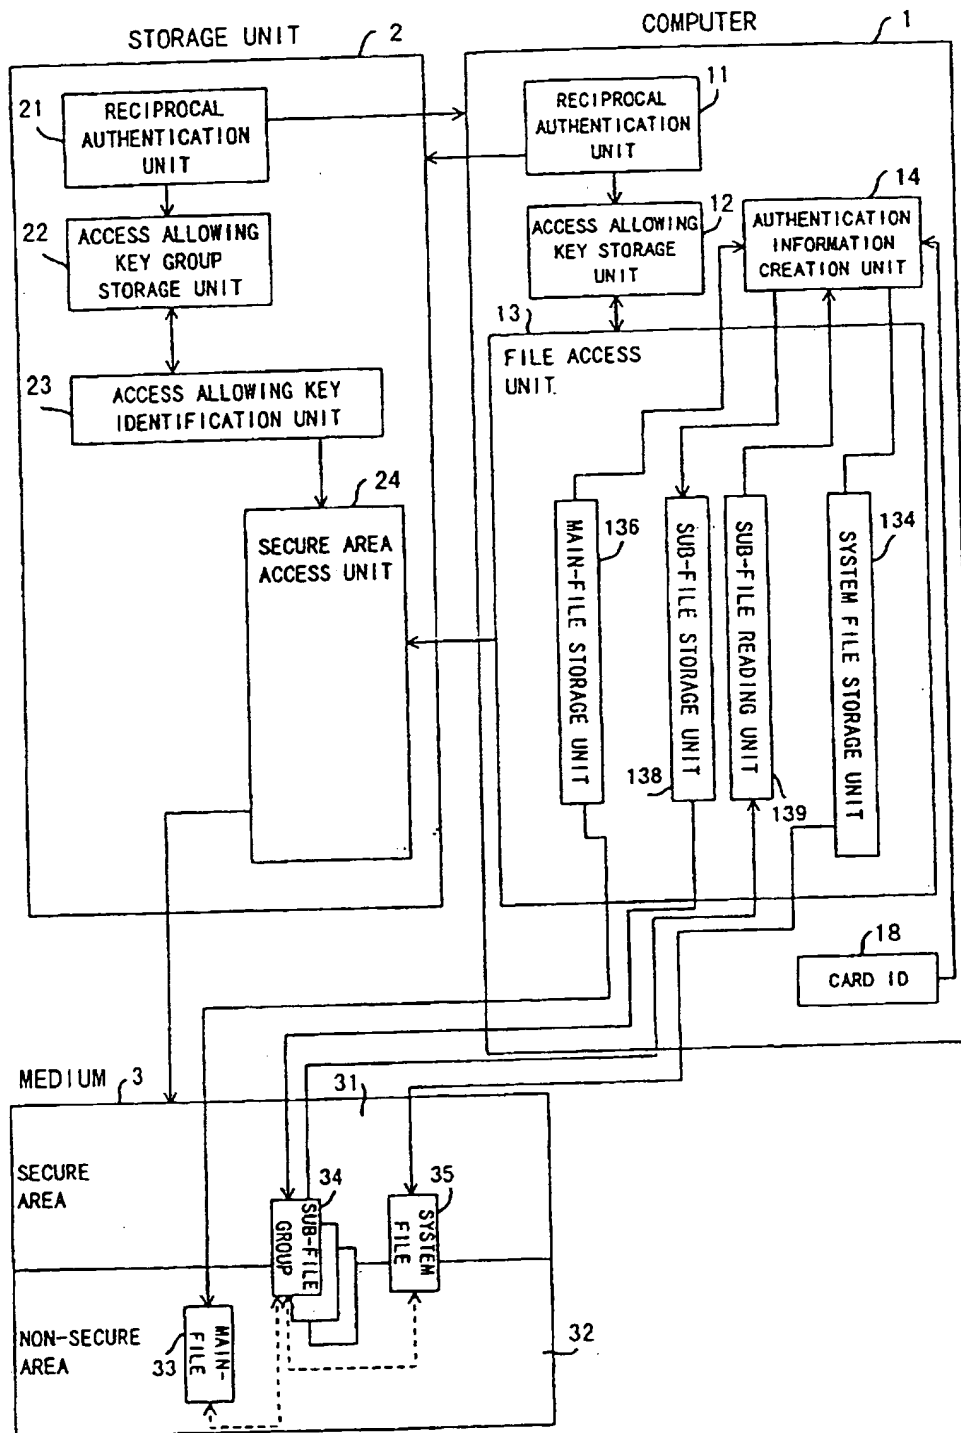 STORAGE UNIT
2
COMPUTER
1
21
RECIPROCAL
AUTHENTICATION
UNIT
11
RECIPROCAL
AUTHENTICATION
UNIT
22
ACCESS ALLOWING
KEY GROUP
STORAGE UNIT
12
ACCESS ALLOWING
KEY STORAGE
UNIT
14
AUTHENTICATION
INFORMATION
CREATION UNIT
23
ACCESS ALLOWING KEY
IDENTIFICATION UNIT
13
FILE ACCESS
UNIT.
24
SECURE AREA
ACCESS UNIT
136
MAIN-FILE STORAGE UNIT
138
SUB-FILE STORAGE UNIT
139
SUB-FILE READING UNIT
134
SYSTEM FILE STORAGE UNIT
18
CARD ID
MEDIUM
3
31
SECURE
AREA
34
SUB-FILE
GROUP
35
SYSTEM
FILE
NON-SECURE
AREA
33
MAIN-
FILE
32